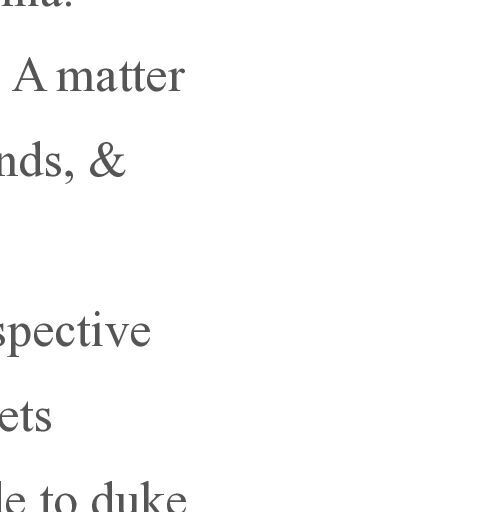 A matter
nds, &
spective
ets
le to duke